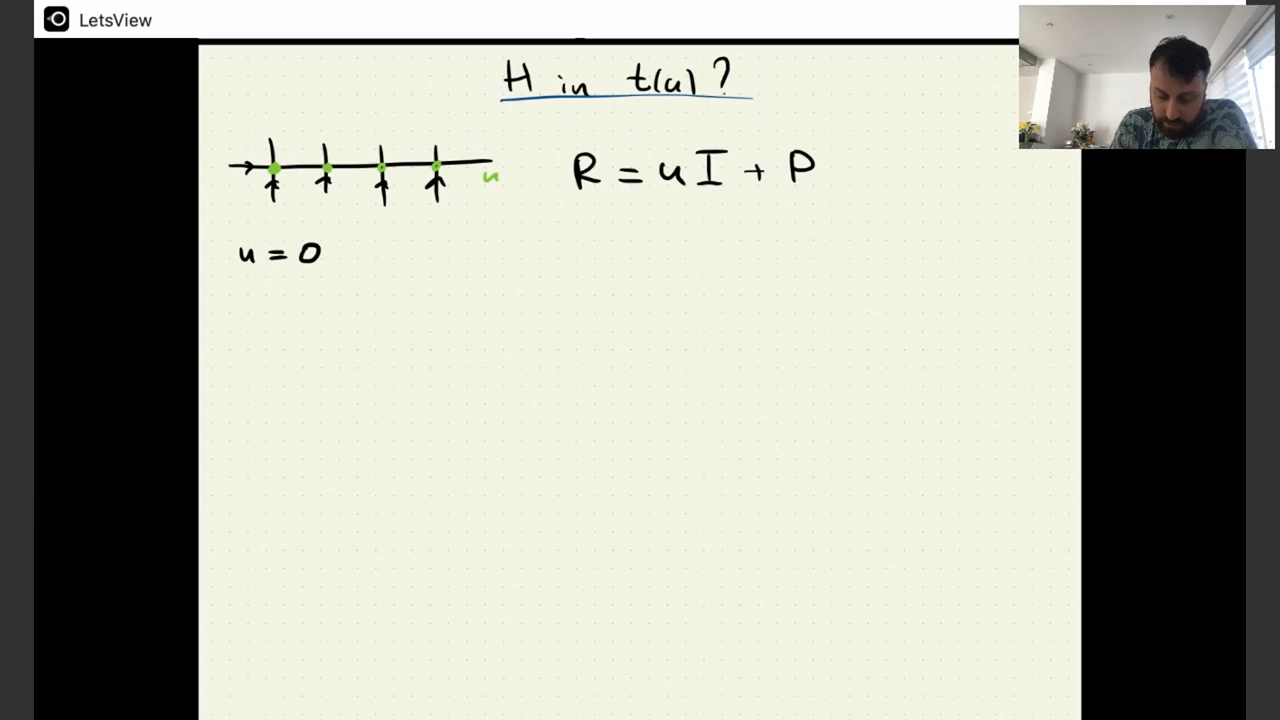 LetsView
H in t(u)?
u
R = uI + P
u = 0